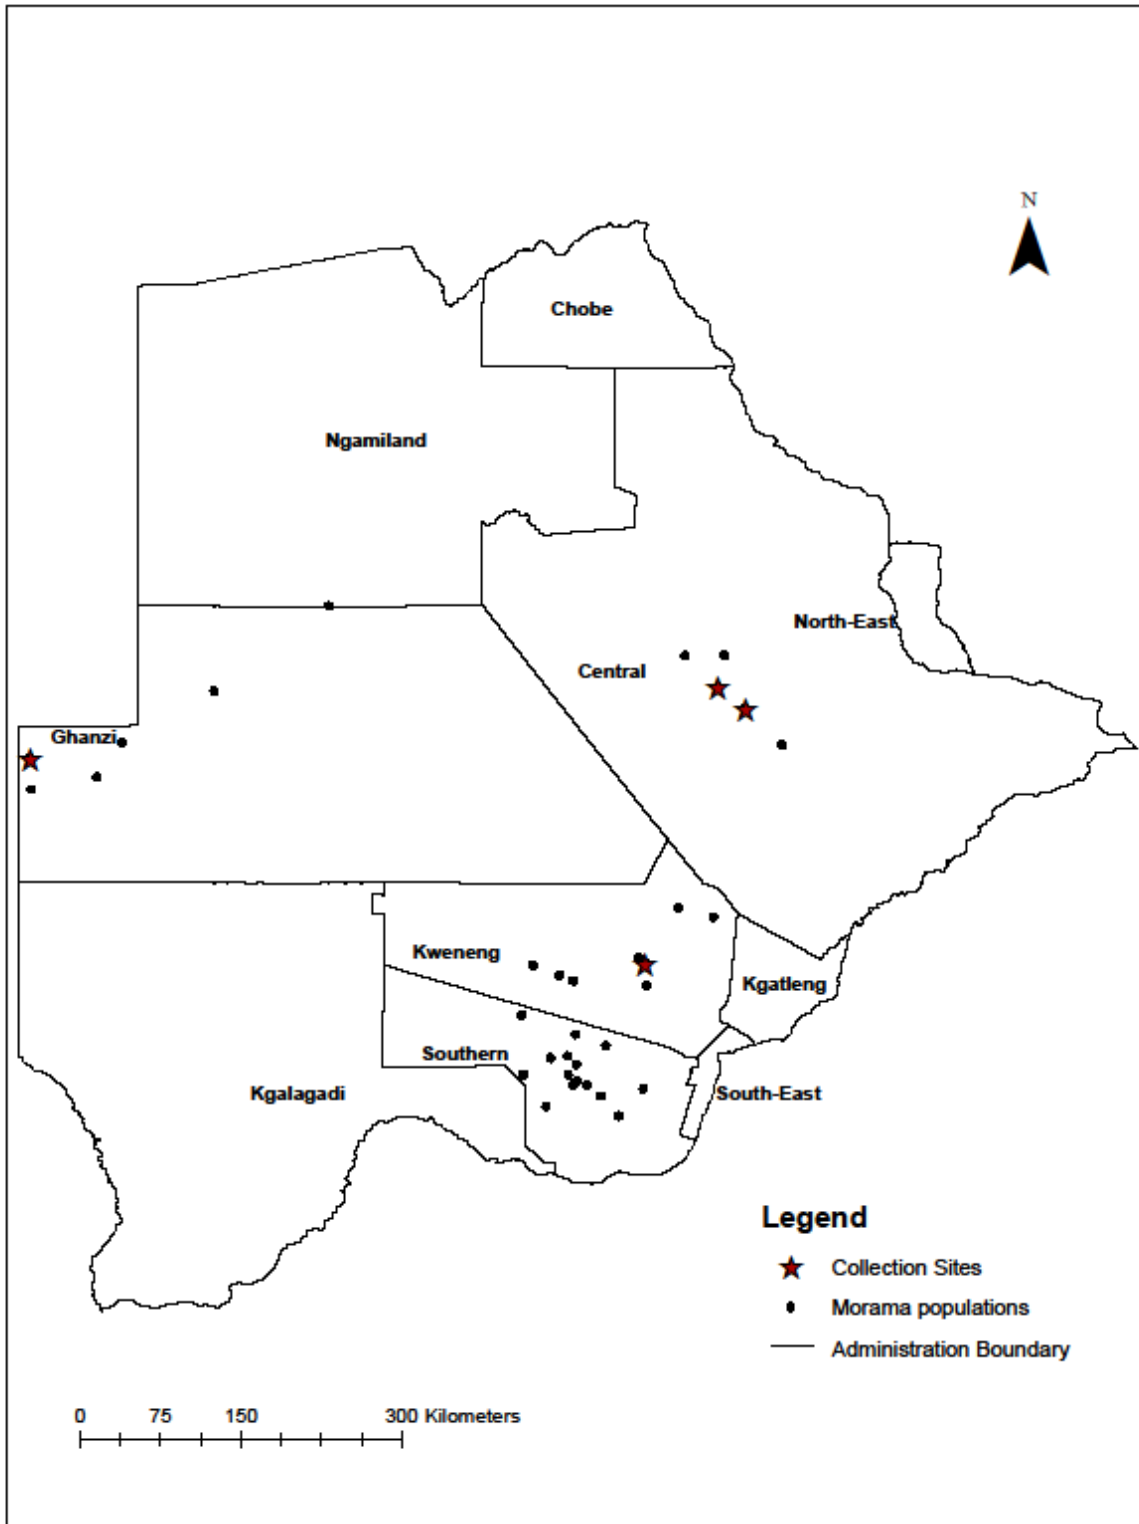 N
Chobe
Ngamiland
North-East
Central
Ghanzi
Kweneng
Kgatleng
Southern
Kgalagadi
South-East
Legend
Collection Sites
Morama populations
Administration Boundary
0 75 150 300 Kilometers